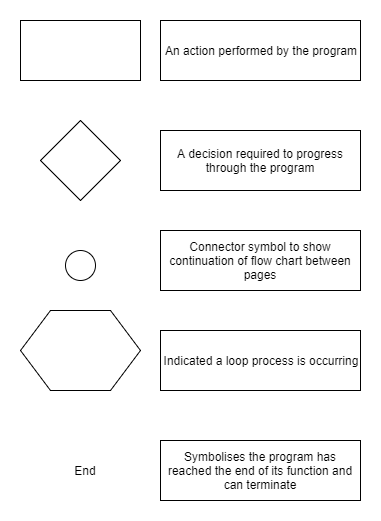 An action performed by the program
A decision required to progress
through the program
Connector symbol to show
continuation of flow chart between
pages
Indicated a loop process is occurring
End
Symbolises the program has
reached the end of its function and
can terminate